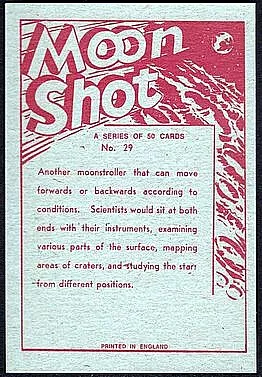 Moon
Shot
A SERIES OF 50 CARDS
No. 29
Another moonstroller that can move
forwards or backwards according to
conditions. Scientists would sit at both
ends with their instruments, examining
various parts of the surface, mapping
areas of craters, and studying the stars
from different positions.
PRINTED IN ENGLAND